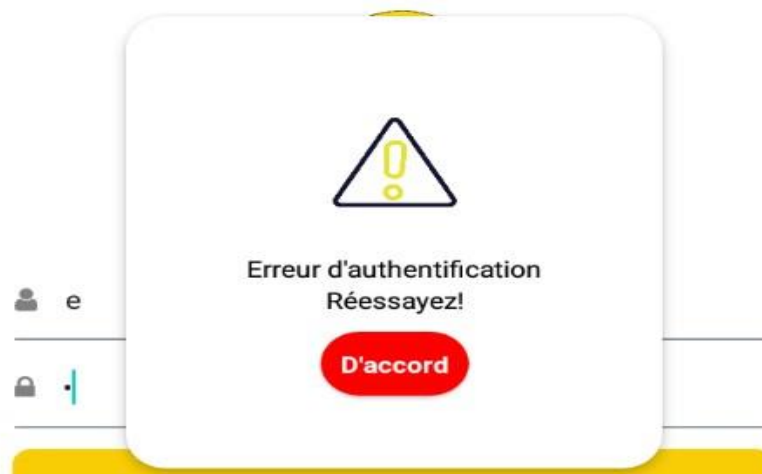 Erreur d'authentification
Réessayez!
e
D'accord
•